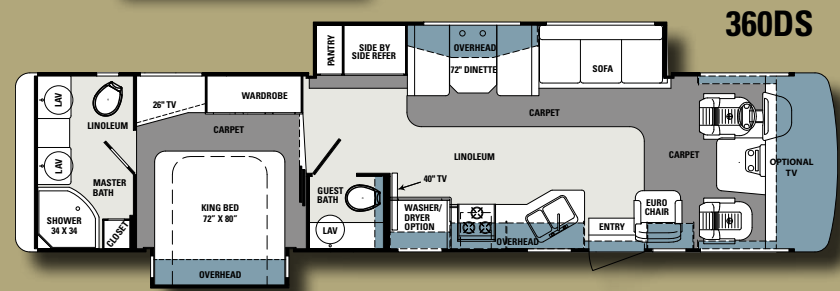 360DS
PANTRY
SIDE BY
SIDE REFER
OVERHEAD
72" DINETTE
SOFA
LAV
26" TV
WARDROBE
LINOLEUM
CARPET
CARPET
LAV
LINOLEUM
CARPET
OPTIONAL
TV
MASTER
BATH
KING BED
72" X 80"
GUEST
BATH
40" TV
SHOWER
34 X 34
CLOSET
WASHER/
DRYER
OPTION
EURO
CHAIR
LAV
ENTRY
OVERHEAD
OVERHEAD